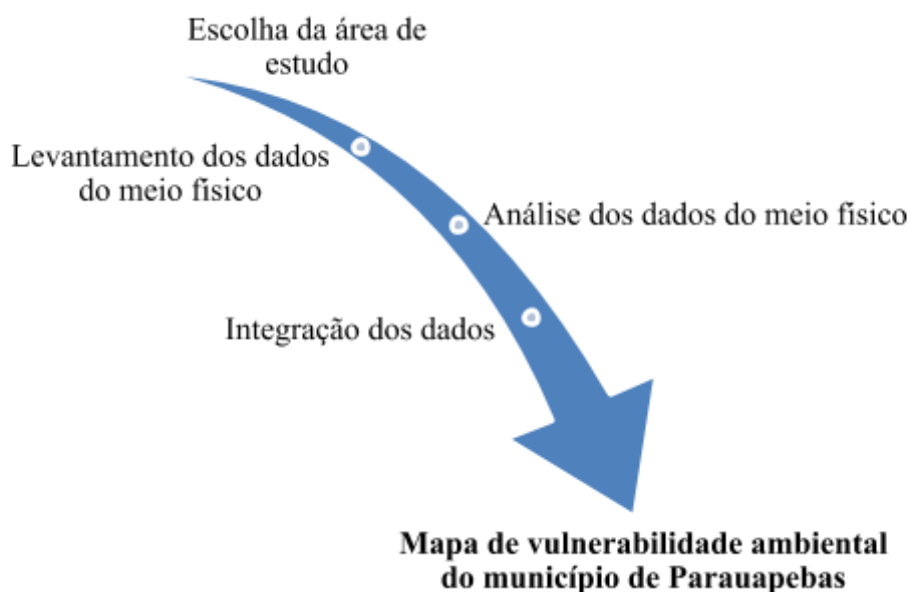 Escolha da área de
estudo
Levantamento dos dados
do meio físico
Análise dos dados do meio físico
Integração dos dados
Mapa de vulnerabilidade ambiental
do município de Parauapebas